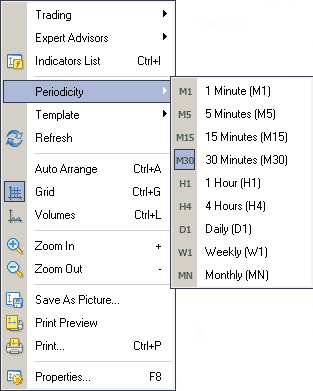 Trading
Expert Advisors
Indicators List Ctrl+I
Periodicity
Template
Refresh
Auto Arrange Ctrl+A
Grid Ctrl+G
Volumes Ctrl+L
Zoom In +
Zoom Out -
Save As Picture...
Print Preview
Print... Ctrl+P
Properties... F8
M1 1 Minute (M1)
M5 5 Minutes (M5)
M15 15 Minutes (M15)
M30 30 Minutes (M30)
H1 1 Hour (H1)
H4 4 Hours (H4)
D1 Daily (D1)
W1 Weekly (W1)
MN Monthly (MN)